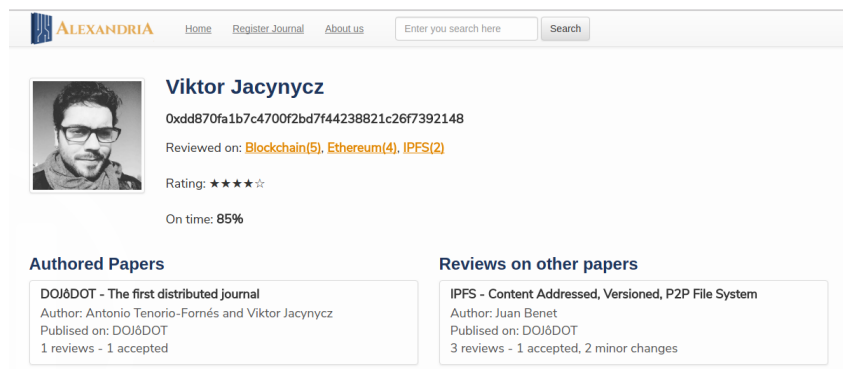 ALEXANDRIA Home Register Journal About us Enter you search here Search
Viktor Jacynycz
0xdd870fa1b7c4700f2bd7f44238821c26f7392148
Reviewed on: Blockchain(5), Ethereum(4), IPFS(2)
Rating: ★★★★☆
On time: 85%
Authored Papers
DOJôDOT - The first distributed journal
Author: Antonio Tenorio-Fornés and Viktor Jacynycz
Publised on: DOJôDOT
1 reviews - 1 accepted
Reviews on other papers
IPFS - Content Addressed, Versioned, P2P File System
Author: Juan Benet
Publised on: DOJôDOT
3 reviews - 1 accepted, 2 minor changes